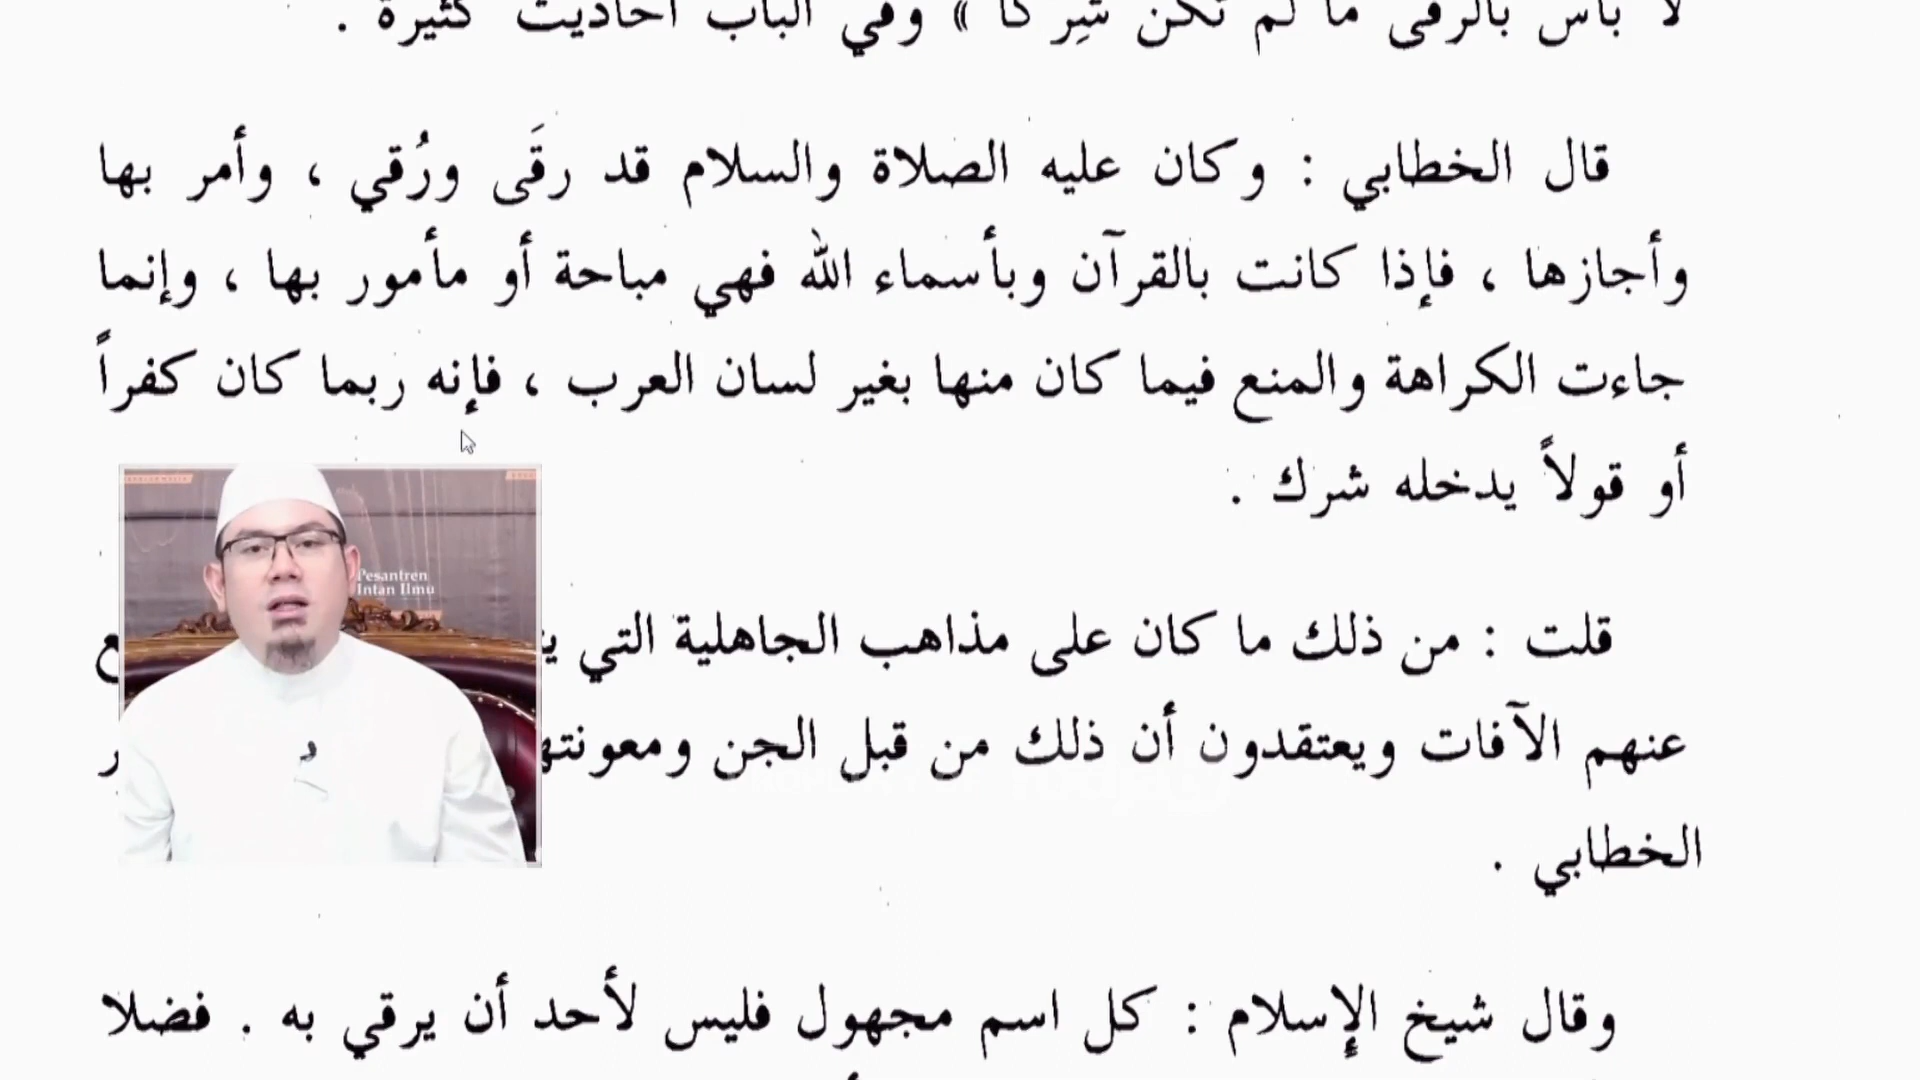 لا بأس بالرقى ما لم تكن شركا » وفي الباب أحاديث كثيرة .
قال الخطابي : وكان عليه الصلاة والسلام قد رقَى ورُقي ، وأمر بها
وأجازها ، فإذا كانت بالقرآن وبأسماء الله فهي مباحة أو مأمور بها ، وإنما
جاءت الكراهة والمنع فيما كان منها بغير لسان العرب ، فإنه ربما كان كفراً
أو قولاً يدخله شرك .
قلت : من ذلك ما كان على مذاهب الجاهلية التي
عنهم الآفات ويعتقدون أن ذلك من قبل الجن ومعونتهم
الخطابي .
وقال شيخ الإسلام : كل اسم مجهول فليس لأحد أن يرقي به . فضلا
Pesantren
Intan Ilmu